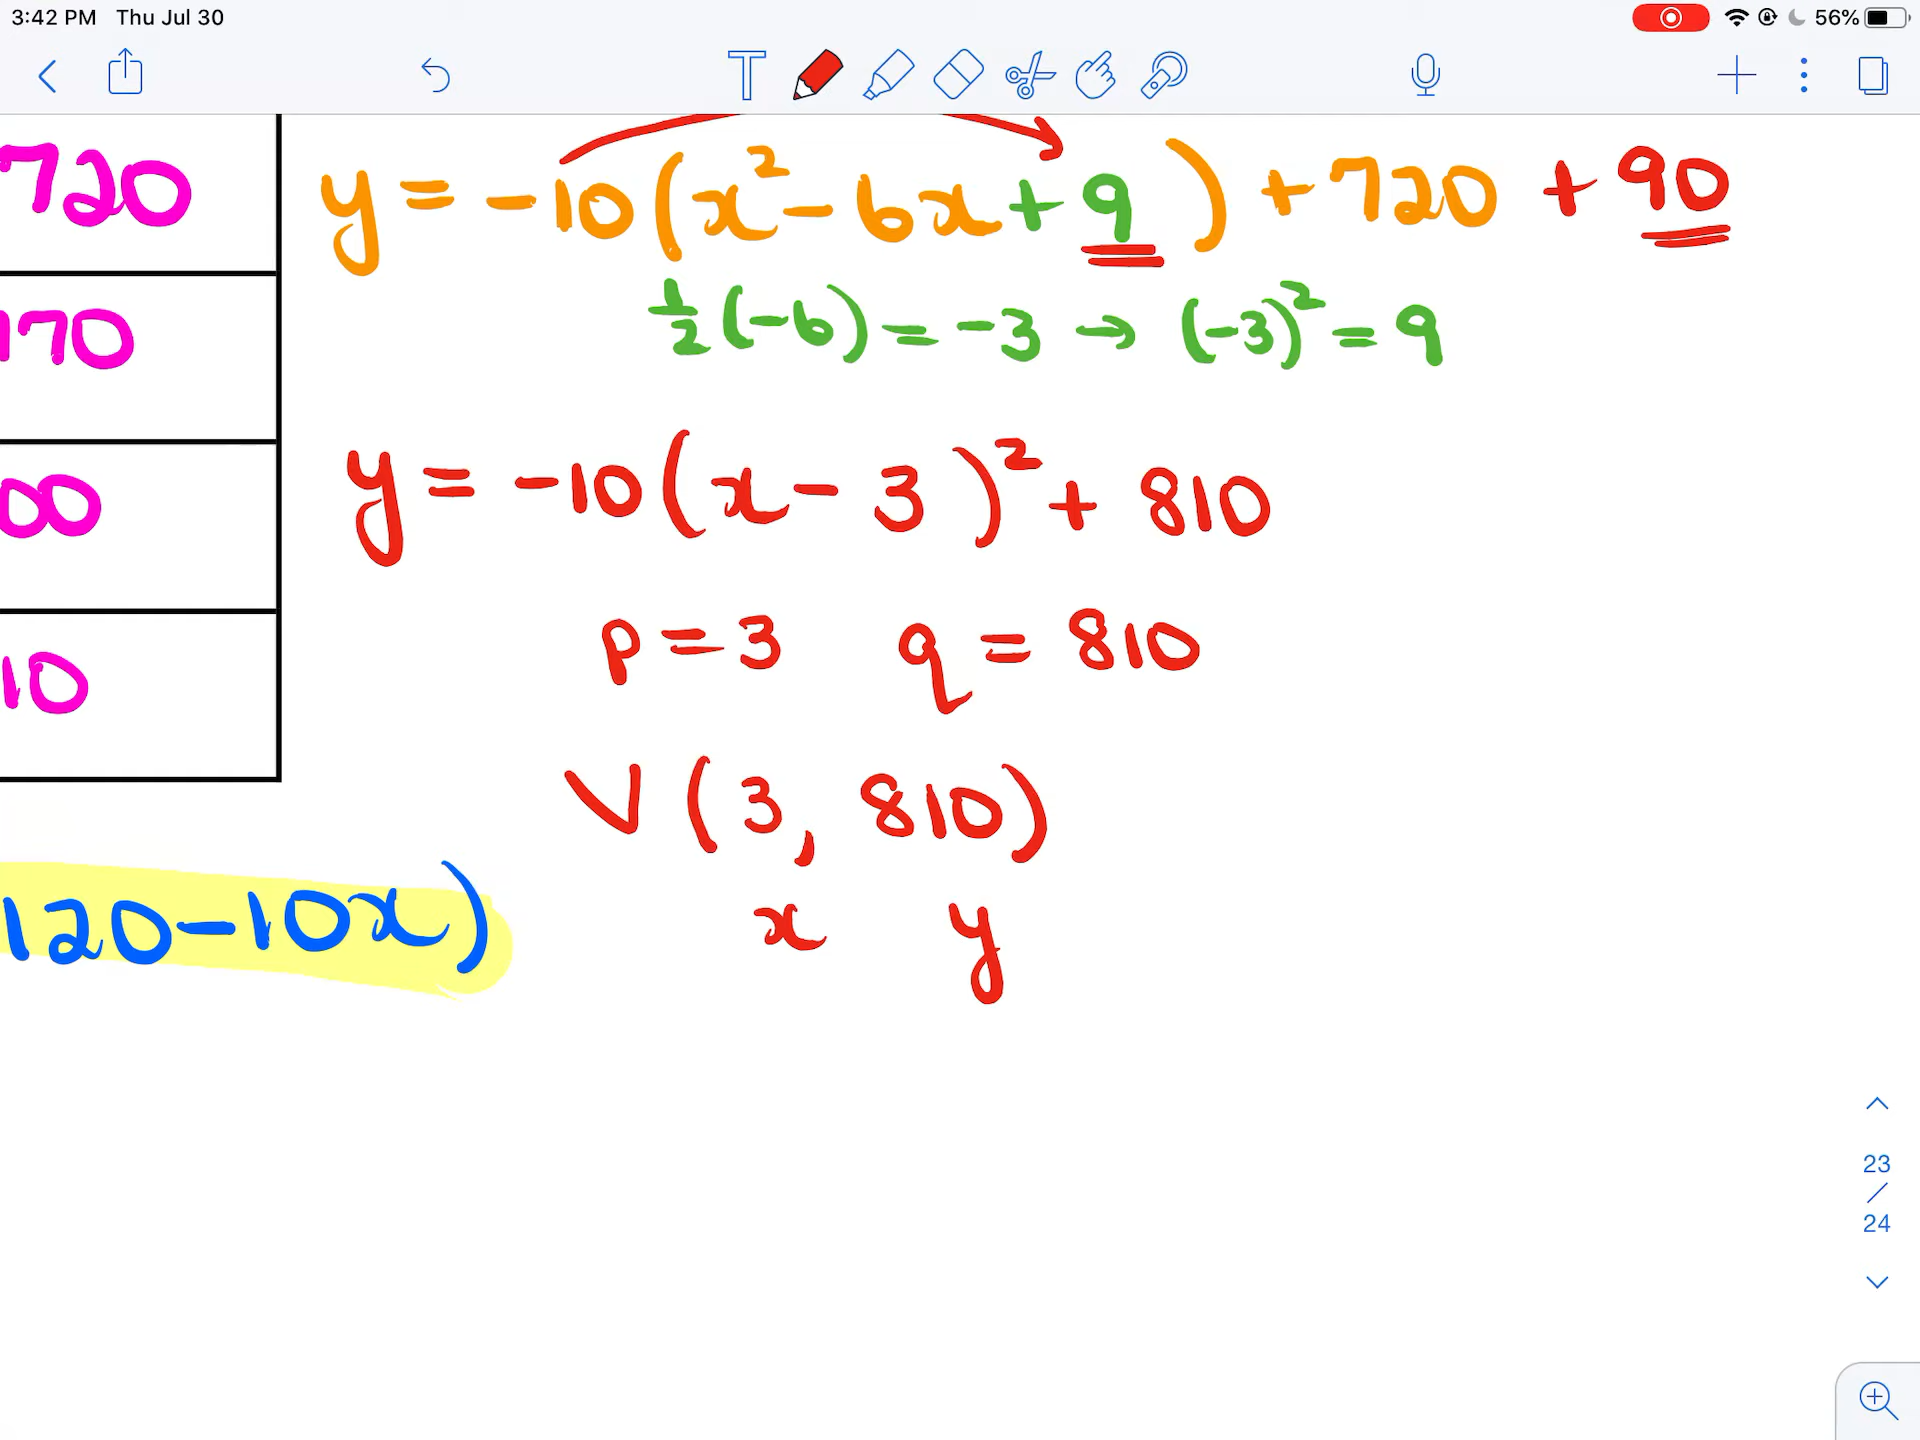 3:42 PM Thu Jul 30
56%
T
720
y = -10(x² - 6x + 9) + 720 + 90
170
½(-6) = -3 → (-3)² = 9
00
y = -10(x - 3)² + 810
10
p = 3 q = 810
V(3, 810)
120-10x)
x y
23
/
24